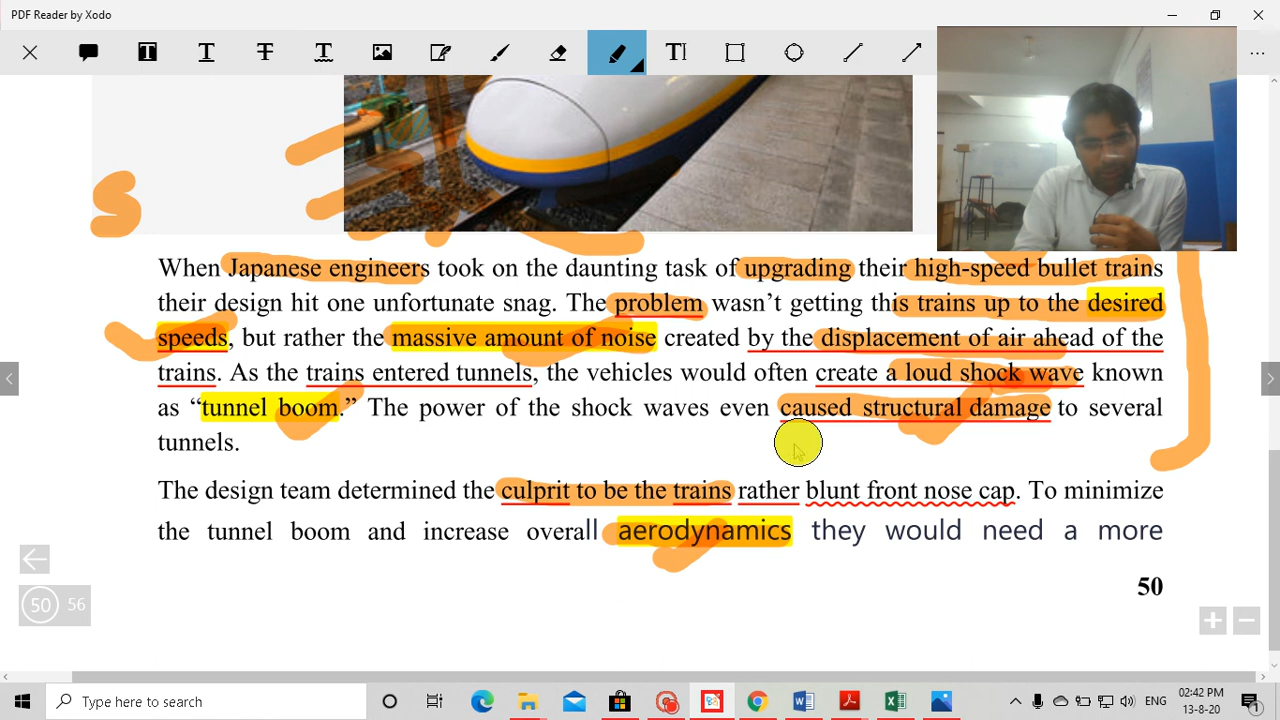 PDF Reader by Xodo
S
When Japanese engineers took on the daunting task of upgrading their high-speed bullet trains
their design hit one unfortunate snag. The problem wasn’t getting this trains up to the desired
speeds, but rather the massive amount of noise created by the displacement of air ahead of the
trains. As the trains entered tunnels, the vehicles would often create a loud shock wave known
as “tunnel boom.” The power of the shock waves even caused structural damage to several
tunnels.
The design team determined the culprit to be the trains rather blunt front nose cap. To minimize
the tunnel boom and increase overall aerodynamics they would need a more
50
50 56
Type here to search
ENG
02:42 PM
13-8-20
1